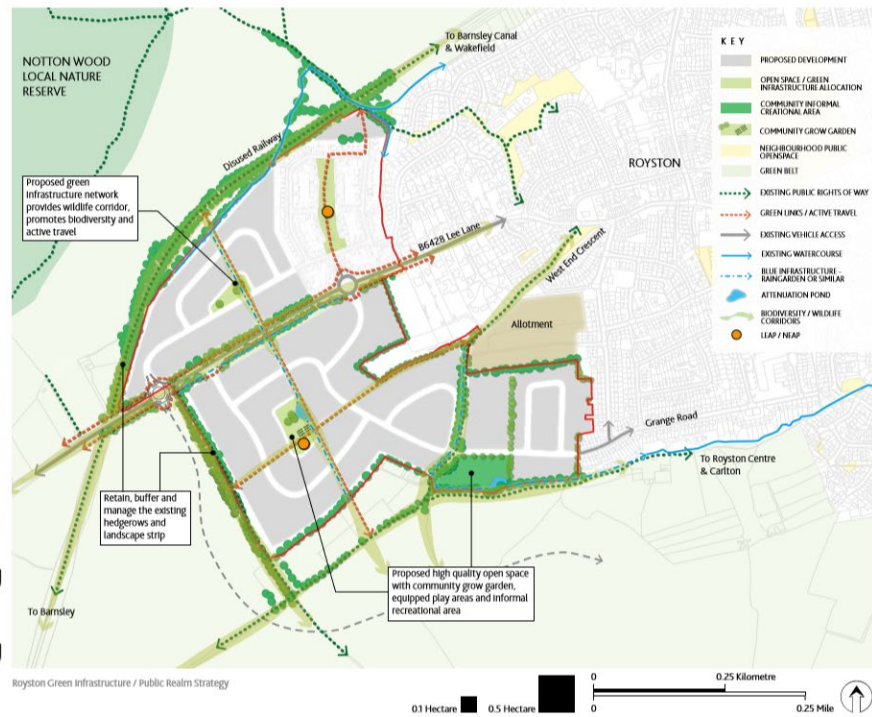 NOTTON WOOD
LOCAL NATURE
RESERVE
To Barnsley Canal
& Wakefield
Disused Railway
ROYSTON
Proposed green
infrastructure network
provides wildlife corridor,
promotes biodiversity and
active travel
B6428 Lee Lane
West End Crescent
Allotment
Grange Road
To Royston Centre
& Carlton
Retain, buffer and
manage the existing
hedgerows and
landscape strip
Proposed high quality open space
with community grow garden,
equipped play areas and informal
recreational area
To Barnsley
KEY
PROPOSED DEVELOPMENT
OPEN SPACE / GREEN
INFRASTRUCTURE ALLOCATION
COMMUNITY INFORMAL
CREATIONAL AREA
COMMUNITY GROW GARDEN
NEIGHBOURHOOD PUBLIC
OPENSPACE
GREEN BELT
EXISTING PUBLIC RIGHTS OF WAY
GREEN LINKS / ACTIVE TRAVEL
EXISTING VEHICLE ACCESS
EXISTING WATERCOURSE
BLUE INFRASTRUCTURE -
RAINGARDEN OR SIMILAR
ATTENUATION POND
BIODIVERSITY / WILDLIFE
CORRIDORS
LEAP / NEAP
Royston Green Infrastructure / Public Realm Strategy
0.1 Hectare
0.5 Hectare
0
0.25 Kilometre
0
0.25 Mile